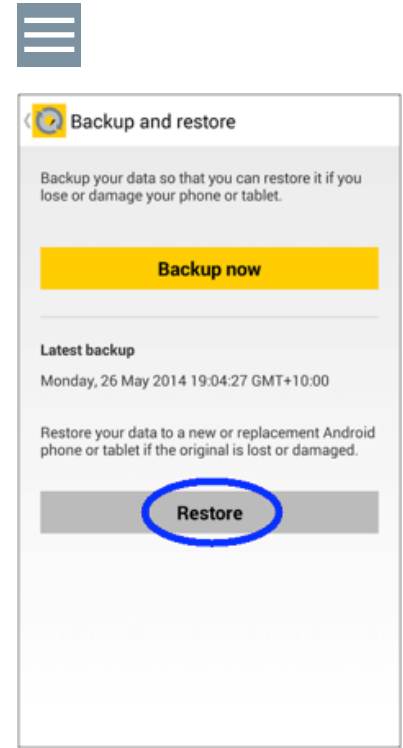 Backup and restore
Backup your data so that you can restore it if you
lose or damage your phone or tablet.
Backup now
Latest backup
Monday, 26 May 2014 19:04:27 GMT+10:00
Restore your data to a new or replacement Android
phone or tablet if the original is lost or damaged.
Restore